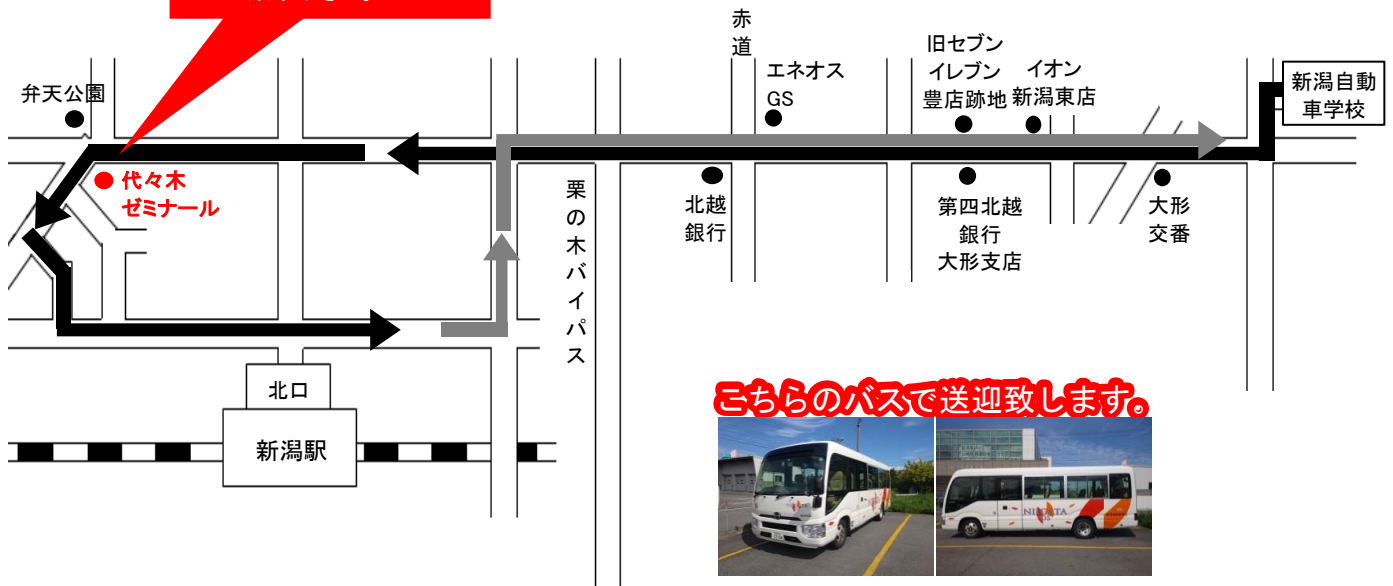 赤
道
旧セブン
イレブン
豊店跡地
イオン
新潟東店
エネオス
GS
新潟自動
車学校
弁天公園
代々木
ゼミナール
栗の木バイパス
北越
銀行
第四北越
銀行
大形支店
大形
交番
北口
新潟駅
こちらのバスで送迎致します。
NIIGATA